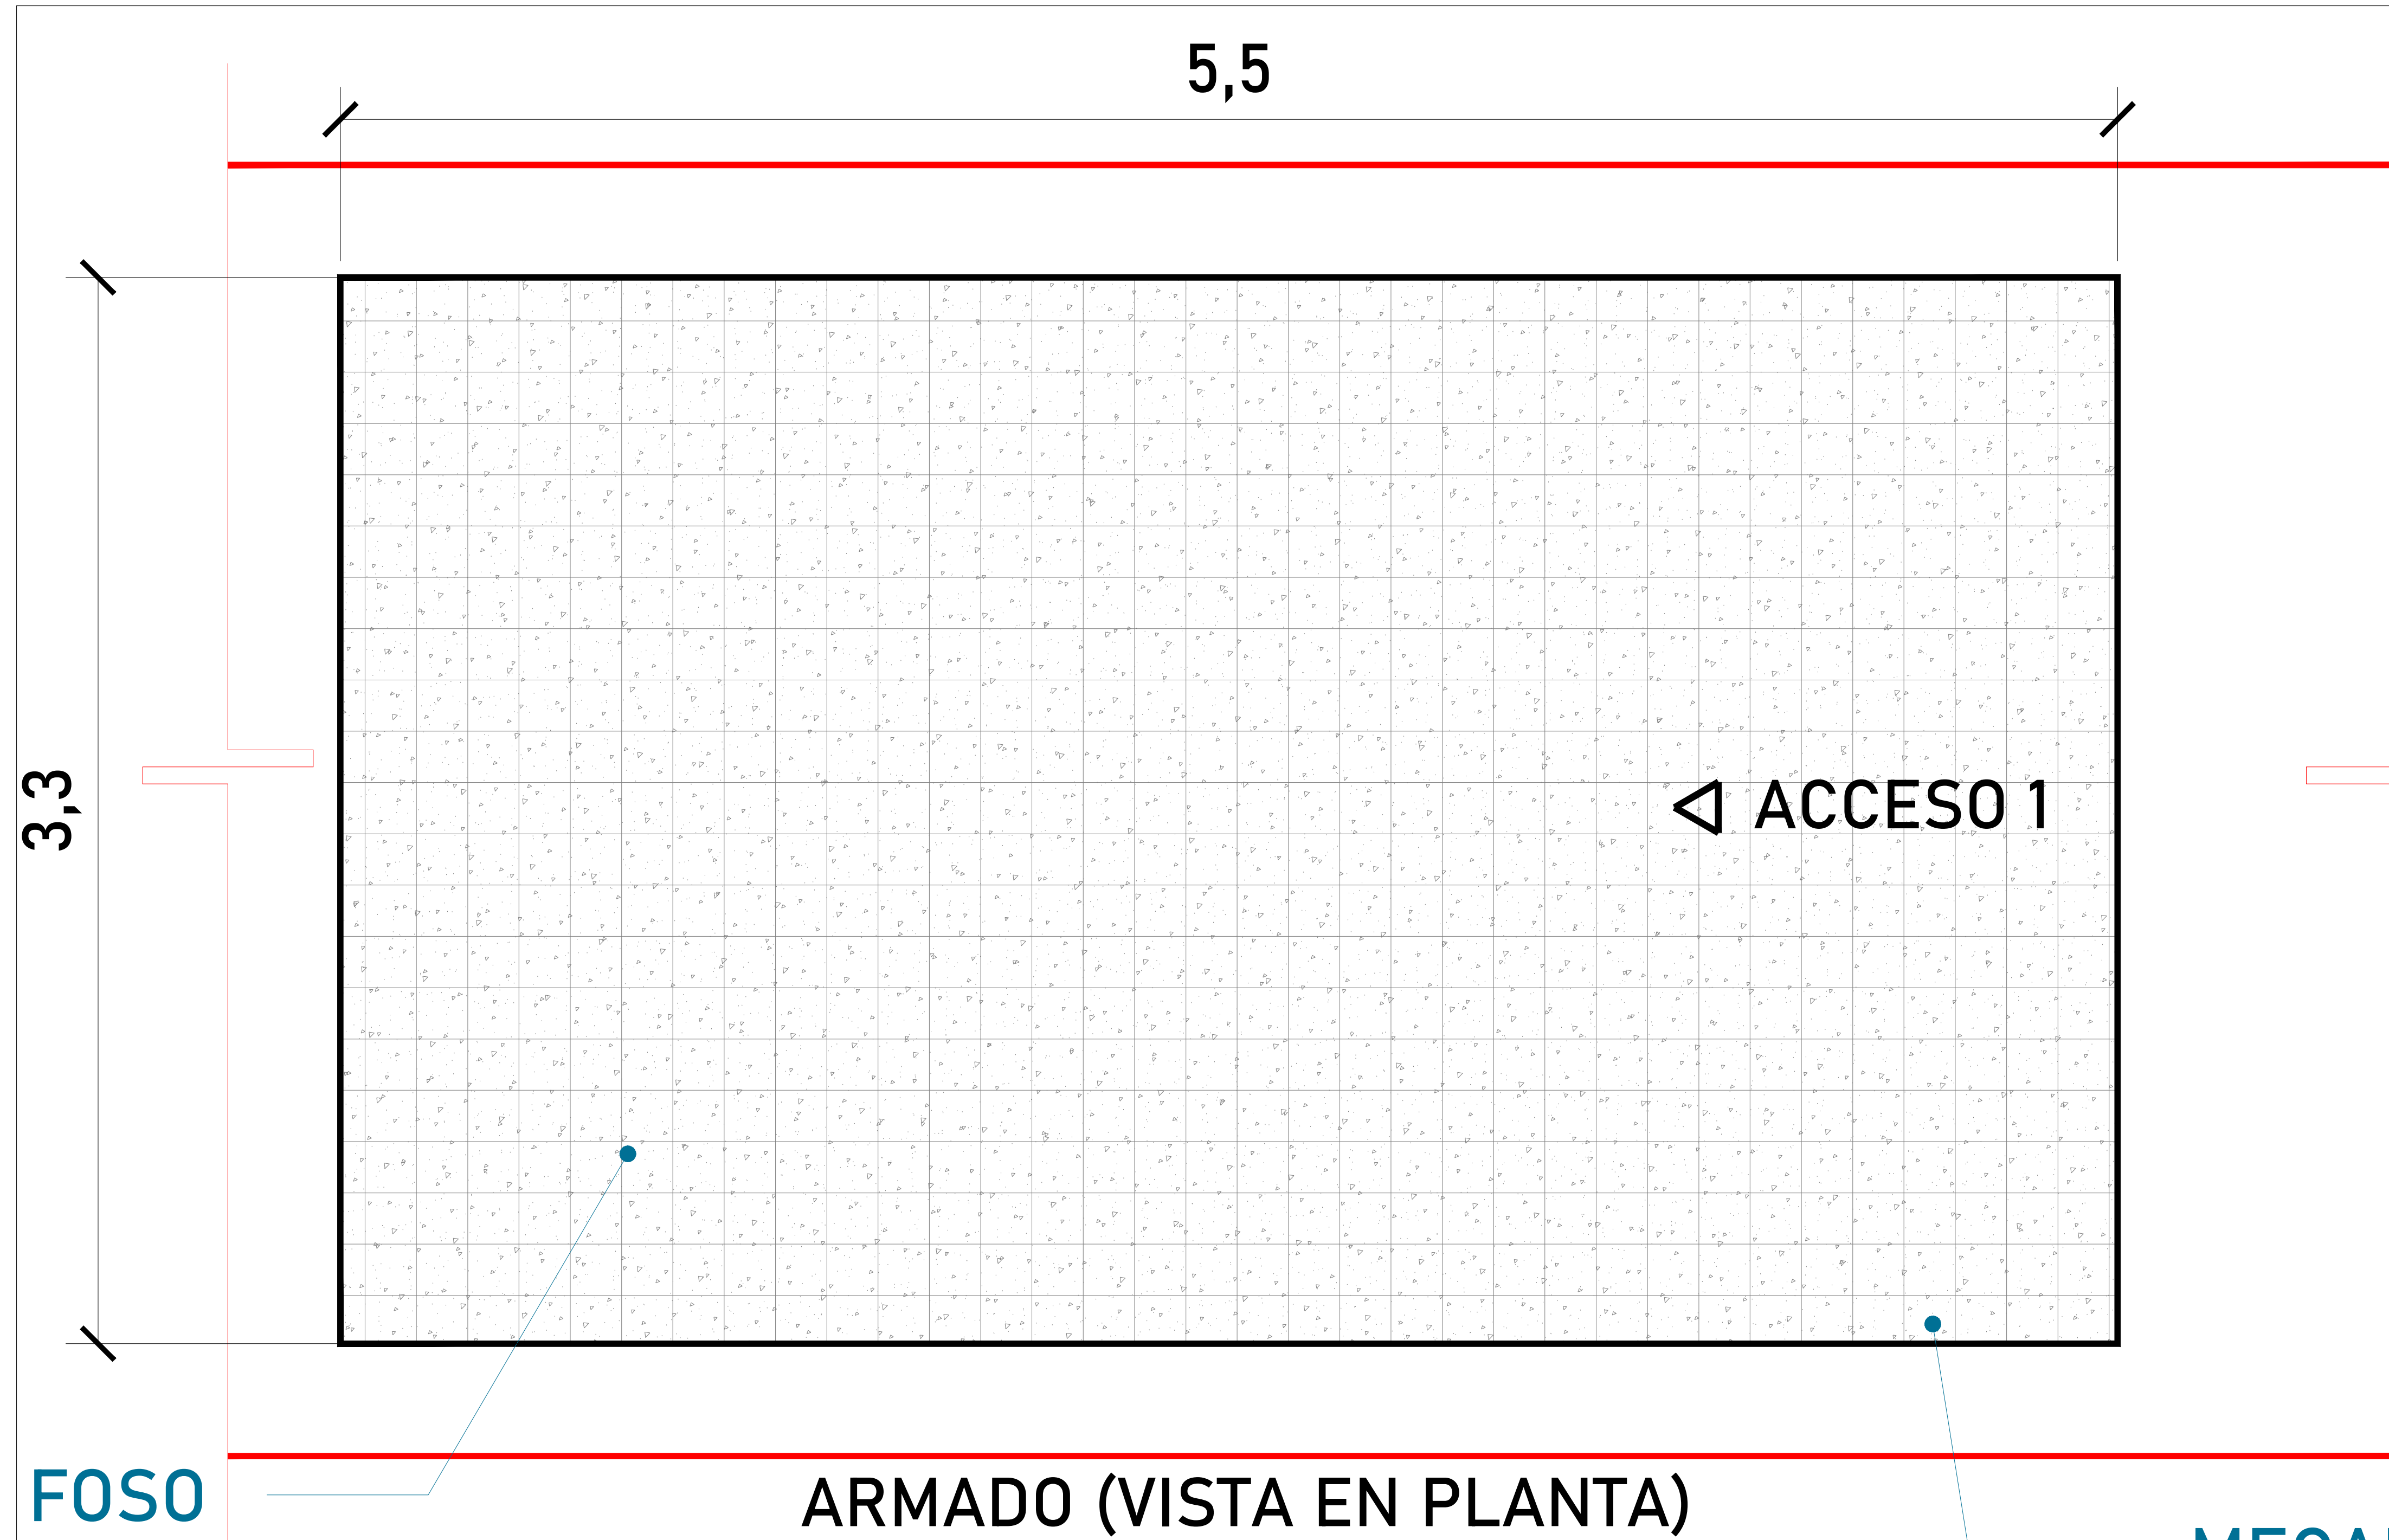 5,5
3,3
ACCESO 1
FOSO
ARMADO (VISTA EN PLANTA)